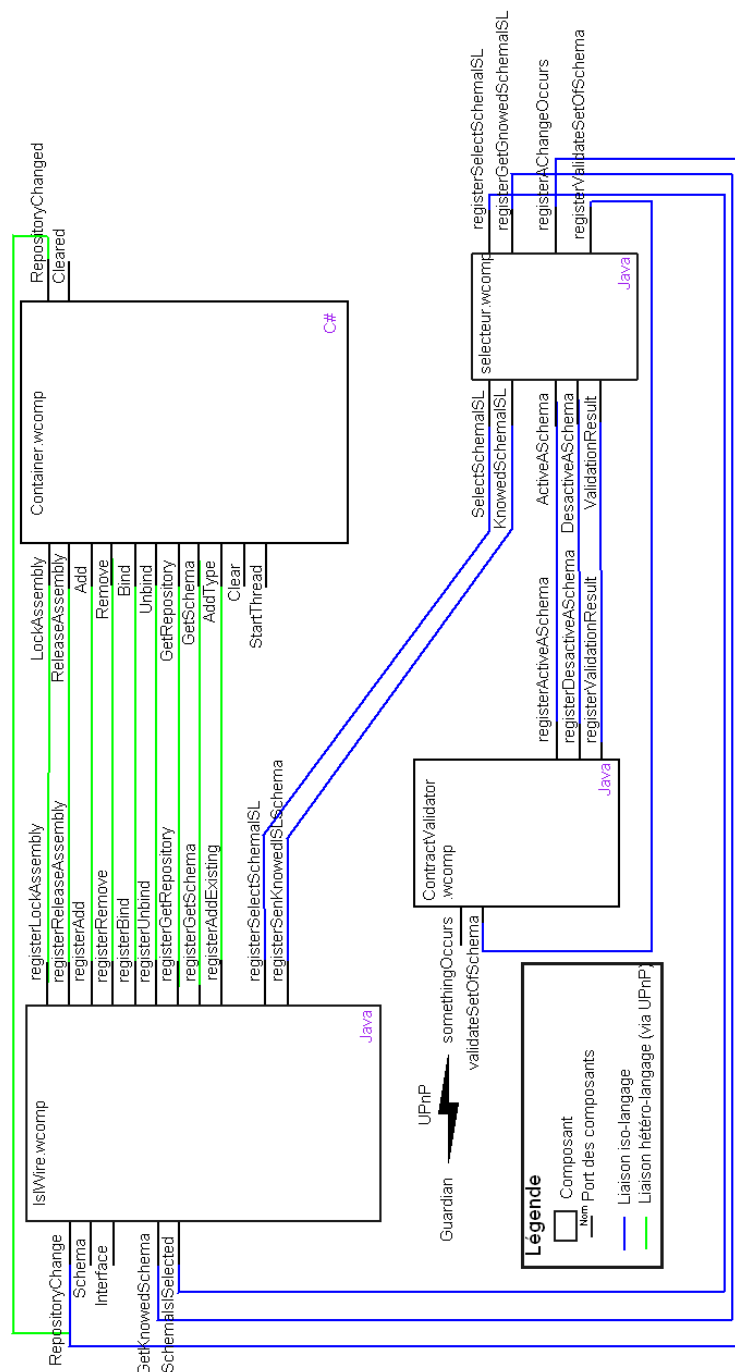 IslWire.wcomp
Java
RepositoryChange
Schema
Interface
GetKnowedSchema
SchemaIslSelected
registerLockAssembly
registerReleaseAssembly
registerAdd
registerRemove
registerBind
registerUnbind
registerGetRepository
registerGetSchema
registerAddExisting
registerSelectSchemaISL
registerSenKnowedISLSchema
LockAssembly
ReleaseAssembly
Add
Remove
Bind
Unbind
GetRepository
GetSchema
AddType
Clear
StartThread
Container.wcomp
C#
RepositoryChanged
Cleared
Guardian
UPnP
somethingOccurs
validateSetOfSchema
ContractValidator
.wcomp
Java
registerActiveASchema
registerDesactiveASchema
registerValidationResult
SelectSchemaISL
KnowedSchemaISL
ActiveASchema
DesactiveASchema
ValidationResult
selecteur.wcomp
Java
registerSelectSchemaISL
registerGetGnowedSchemaISL
registerAChangeOccurs
registerValidateSetOfSchema
Légende
Composant
Nom
Port des composants
Liaison iso-langage
Liaison hétéro-langage (via UPnP)